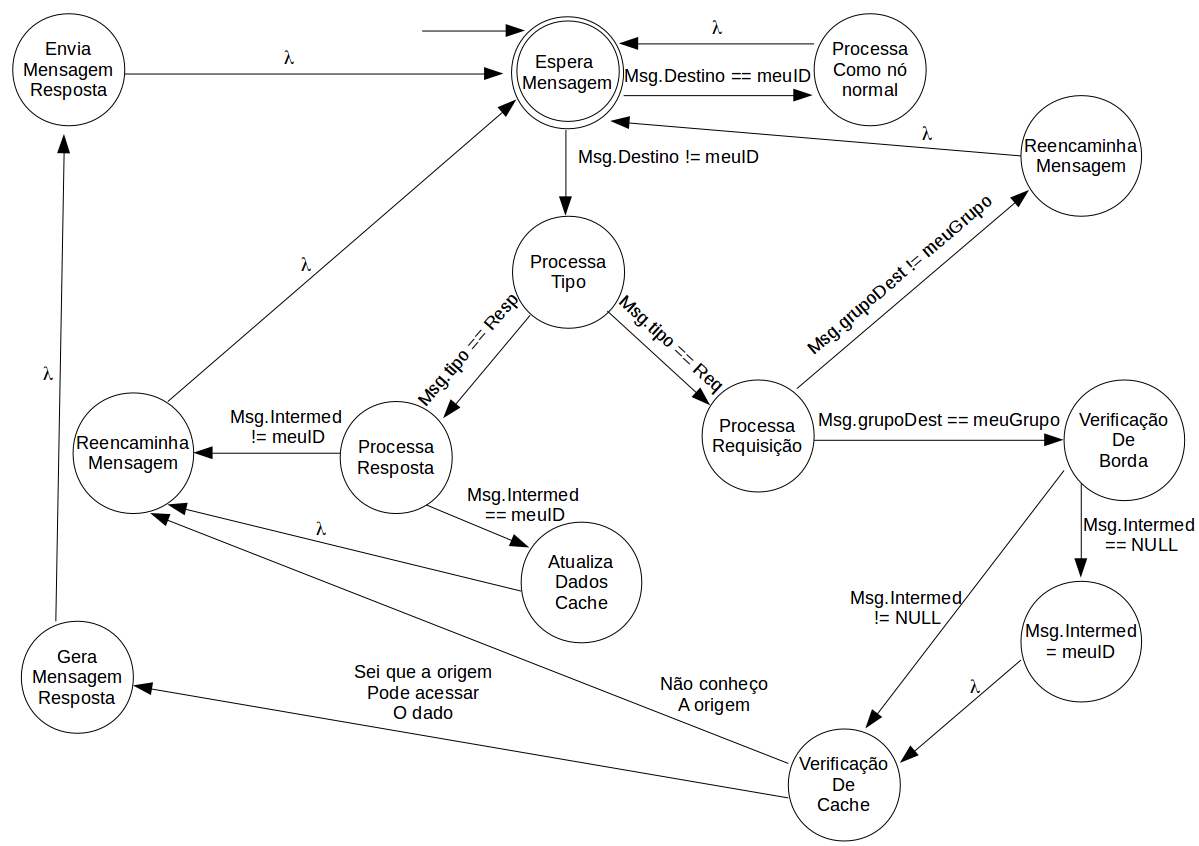 Envia
Mensagem
Resposta
λ
Espera
Mensagem
λ
Msg.Destino == meuID
Processa
Como nó
normal
λ
Reencaminha
Mensagem
Msg.Destino != meuID
Processa
Tipo
λ
Msg.tipo == Resp
Msg.tipo == Req
Msg.grupoDest != meuGrupo
λ
Reencaminha
Mensagem
Msg.Intermed
!= meuID
Processa
Resposta
Processa
Requisição
Msg.grupoDest == meuGrupo
Verificação
De
Borda
Msg.Intermed
== meuID
λ
Atualiza
Dados
Cache
Msg.Intermed
== NULL
Msg.Intermed
!= NULL
Msg.Intermed
= meuID
Gera
Mensagem
Resposta
Sei que a origem
Pode acessar
O dado
Não conheço
A origem
λ
Verificação
De
Cache